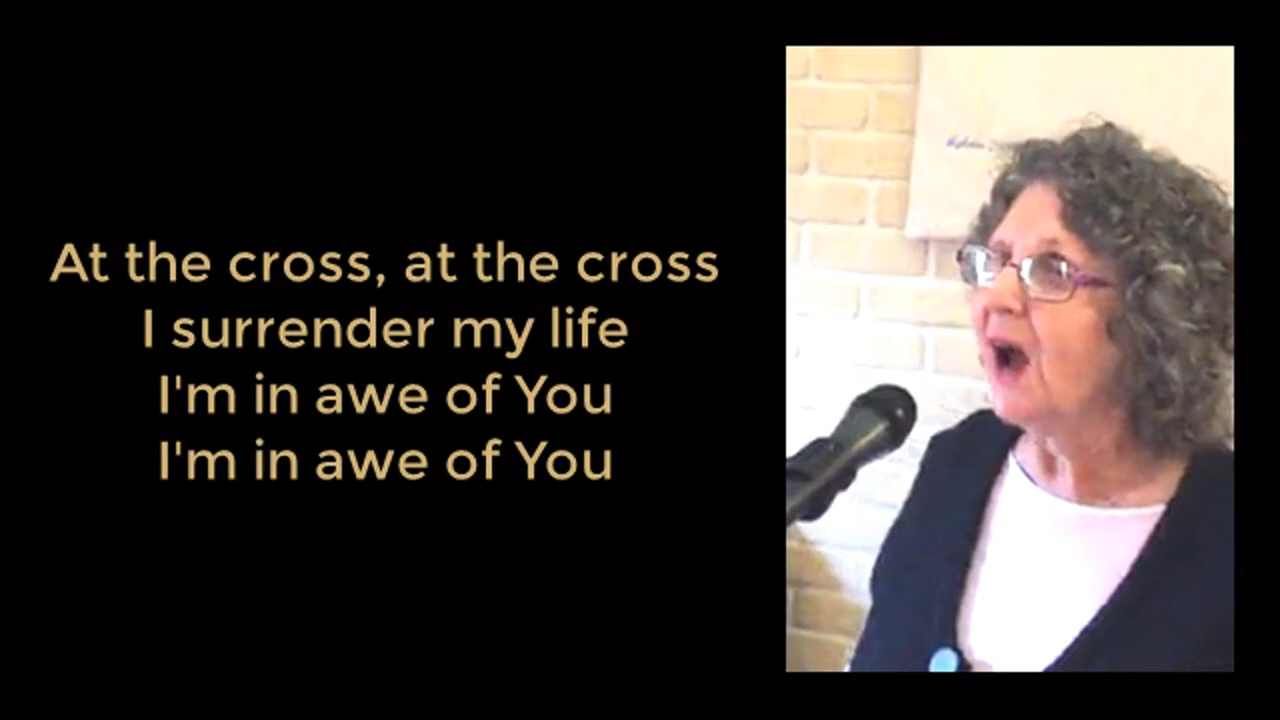 At the cross, at the cross
I surrender my life
I'm in awe of You
I'm in awe of You